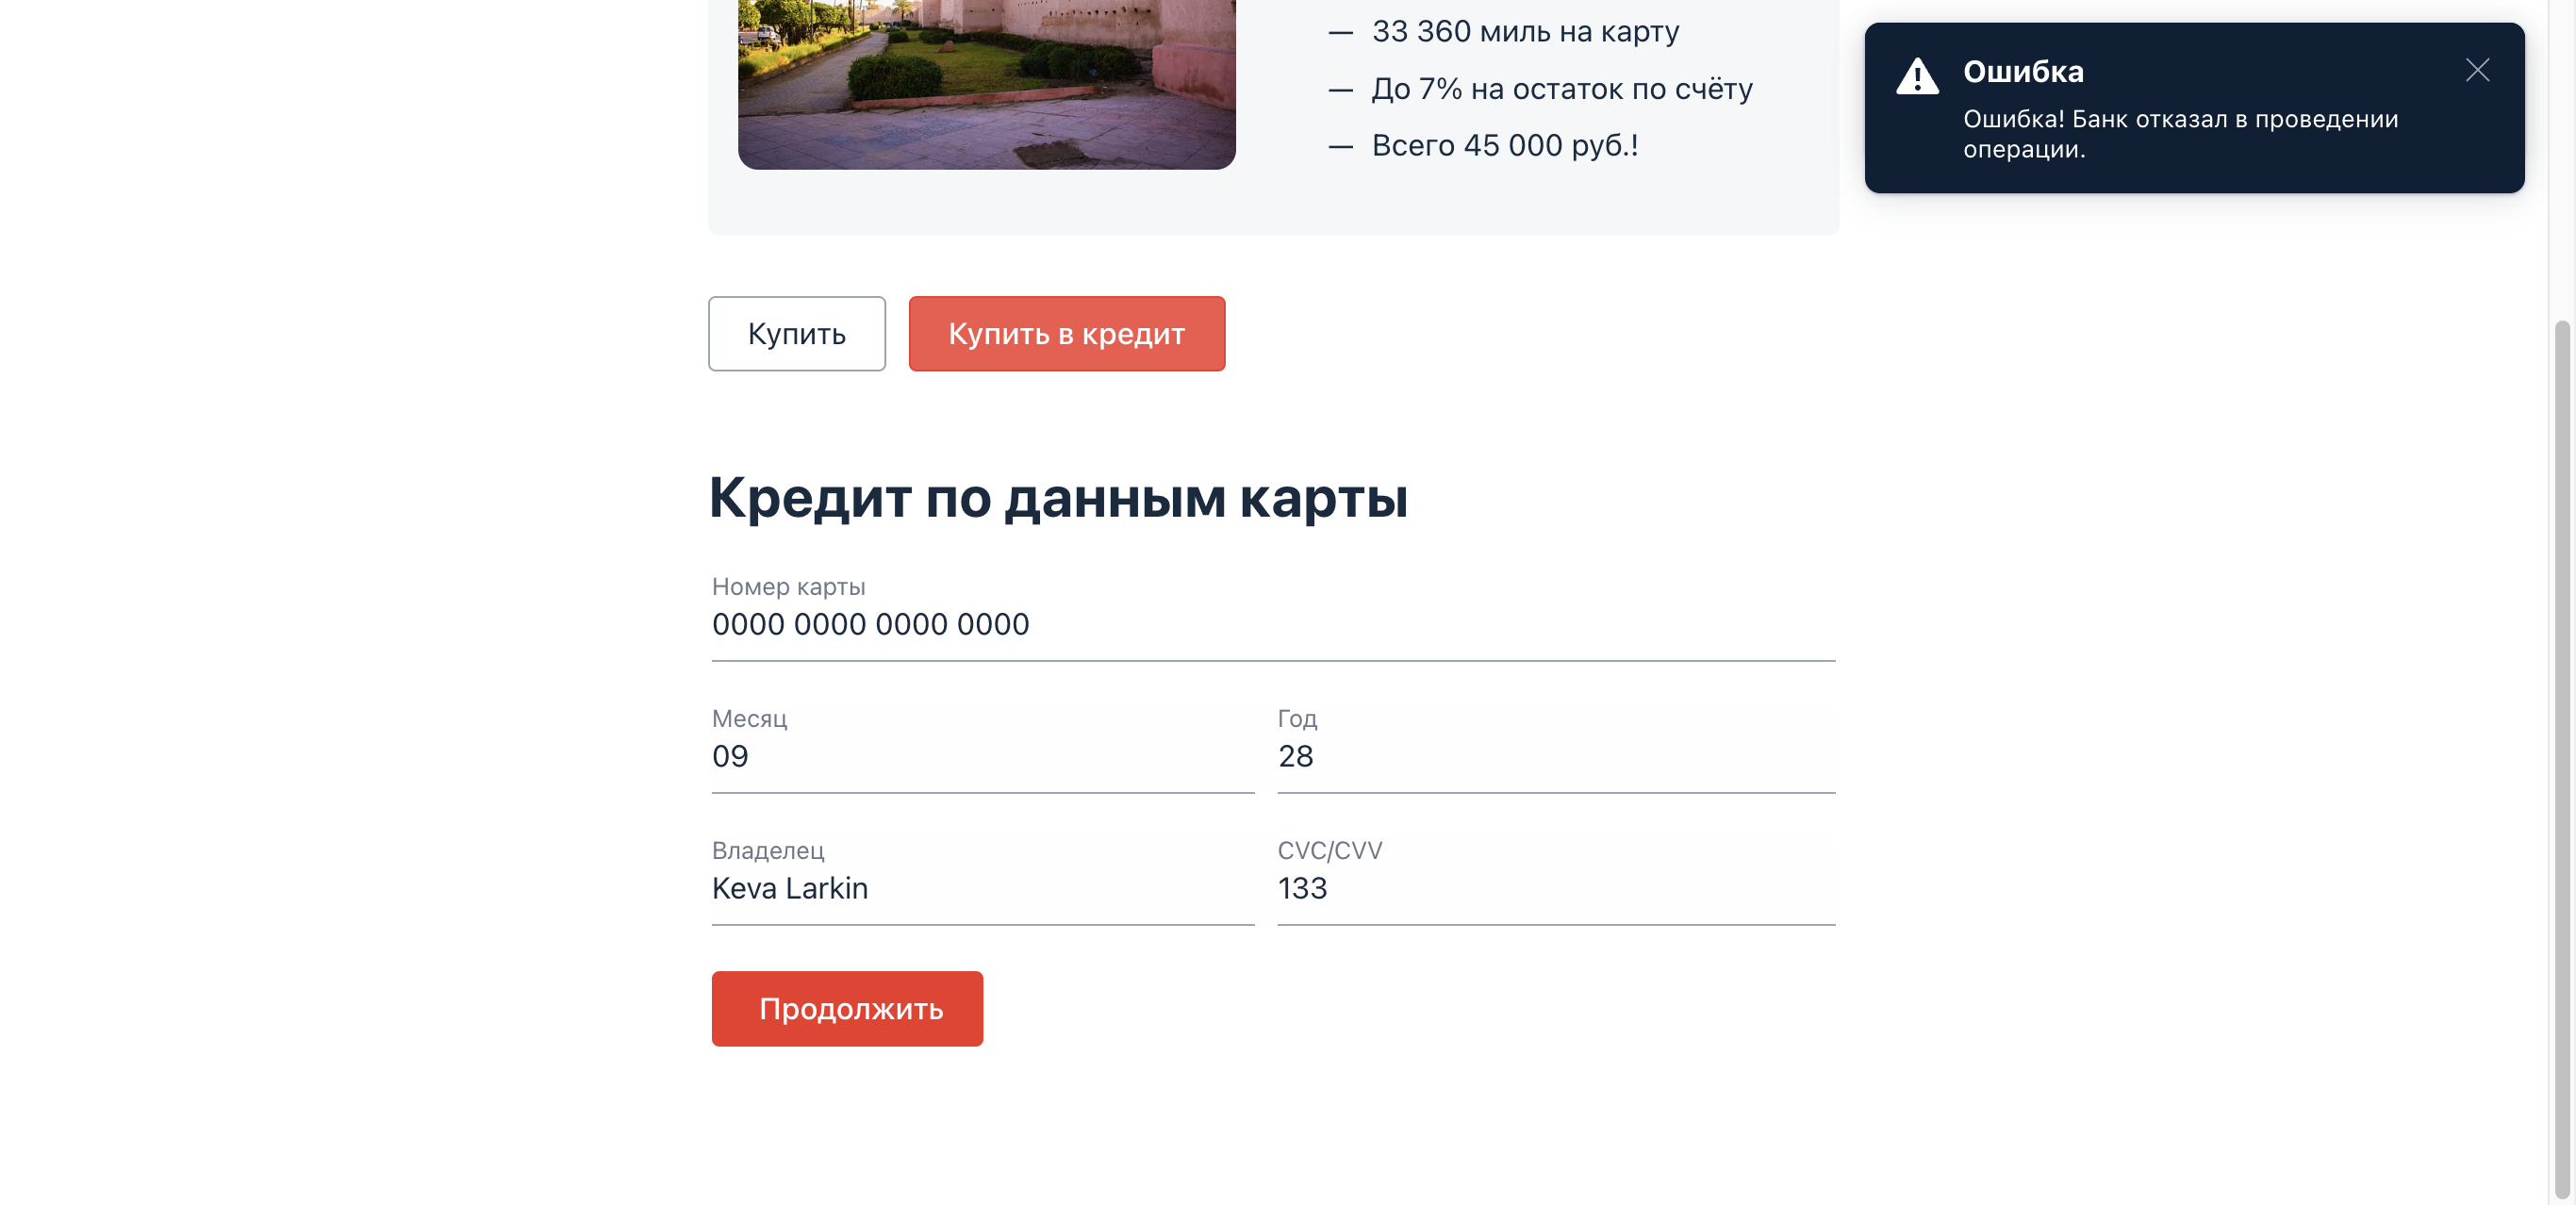 — 33 360 миль на карту
— До 7% на остаток по счёту
— Всего 45 000 руб.!
Ошибка
Ошибка! Банк отказал в проведении
операции.
Купить
Купить в кредит
Кредит по данным карты
Номер карты
0000 0000 0000 0000
Месяц
09
Год
28
Владелец
Keva Larkin
CVC/CVV
133
Продолжить